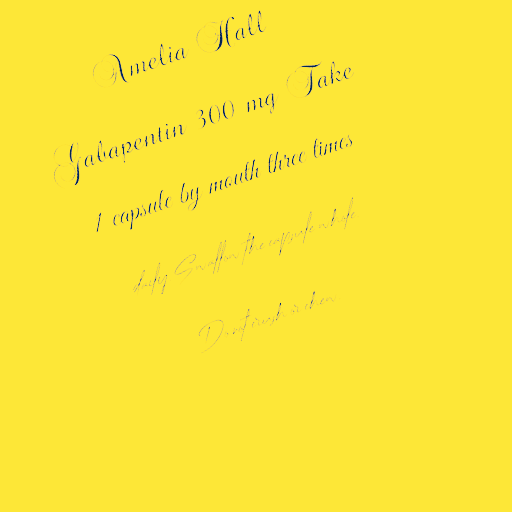 Amelia Hall
Gabapentin 300 mg Take
1 capsule by mouth three times
daily Swallow the capsule whole
Do not crush or chew